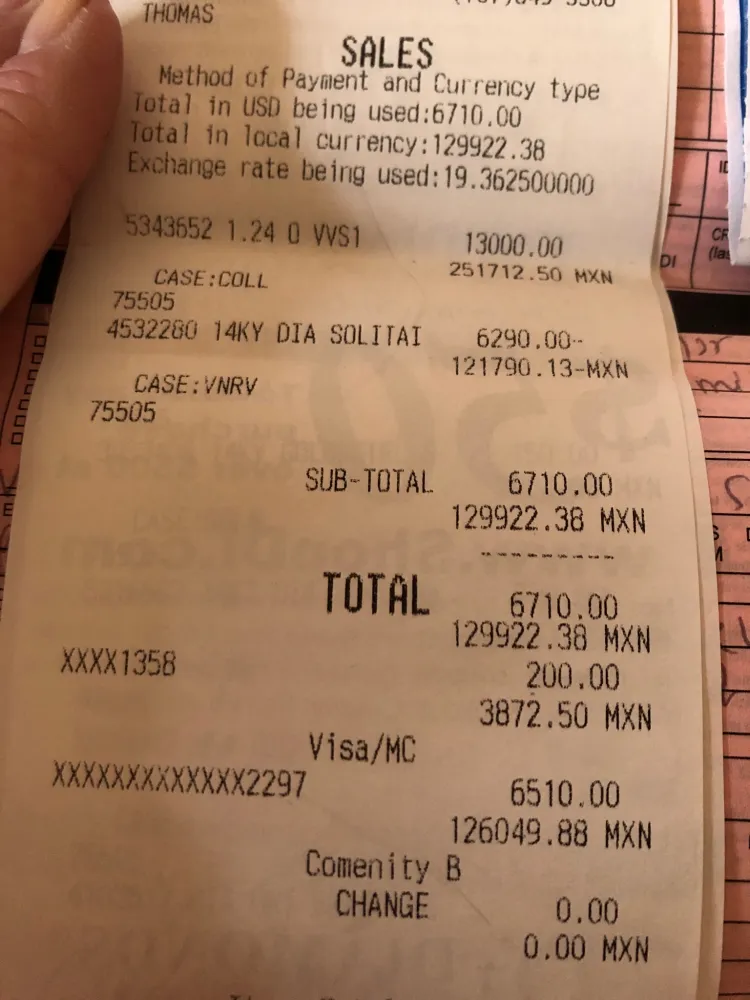 THOMAS
SALES
Method of Payment and Currency type
Total in USD being used:6710.00
Total in local currency:129922.38
Exchange rate being used:19.362500000
5343652 1.24 0 VVS1 13000.00
251712.50 MXN
CASE:COLL
75505
4532280 14KY DIA SOLITAI 6290.00-
121790.13-MXN
CASE:VNRV
75505
SUB-TOTAL 6710.00
129922.38 MXN
----------
TOTAL 6710.00
129922.38 MXN
XXXX1358 200.00
3872.50 MXN
Visa/MC
XXXXXXXXXXXXX2297 6510.00
126049.88 MXN
Comenity B
CHANGE 0.00
0.00 MXN